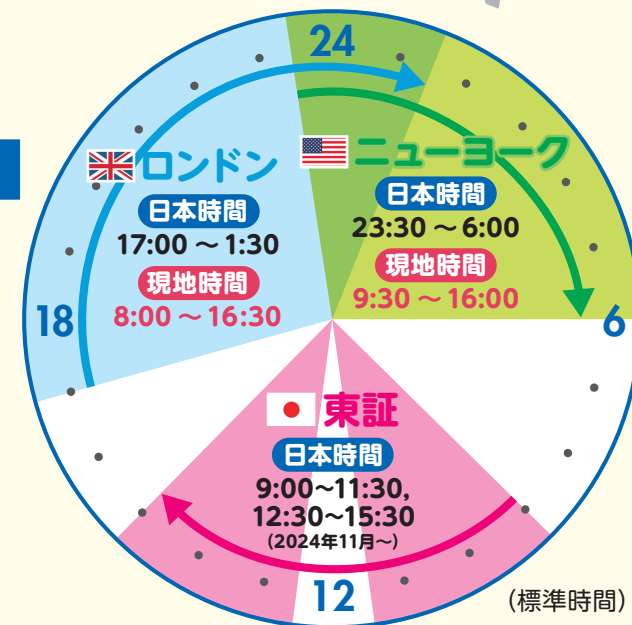 24
ロンドン
日本時間
17:00 ～ 1:30
現地時間
8:00 ～ 16:30
ニューヨーク
日本時間
23:30 ～ 6:00
現地時間
9:30 ～ 16:00
18
6
東証
日本時間
9:00～11:30,
12:30～15:30
(2024年11月～)
12
(標準時間)